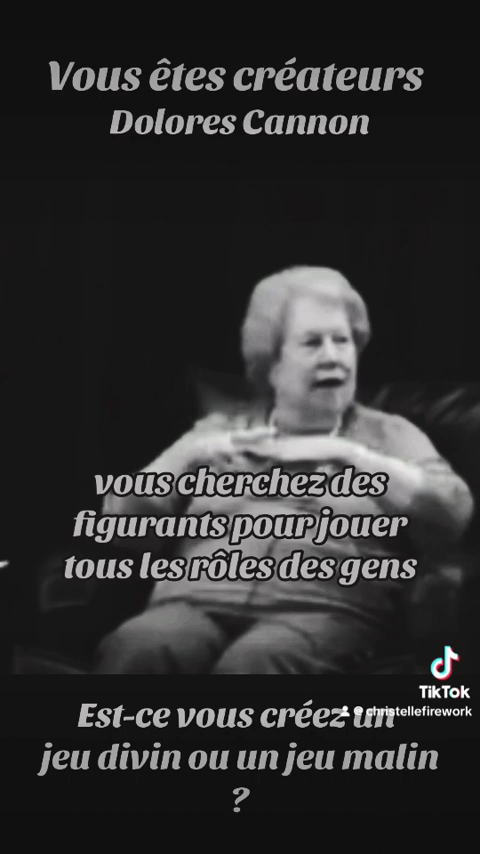 Vous êtes créateurs
Dolores Cannon
vous cherchez des
figurants pour jouer
tous les rôles des gens
TikTok
@christellefirework
Est-ce vous créez un
jeu divin ou un jeu malin
?